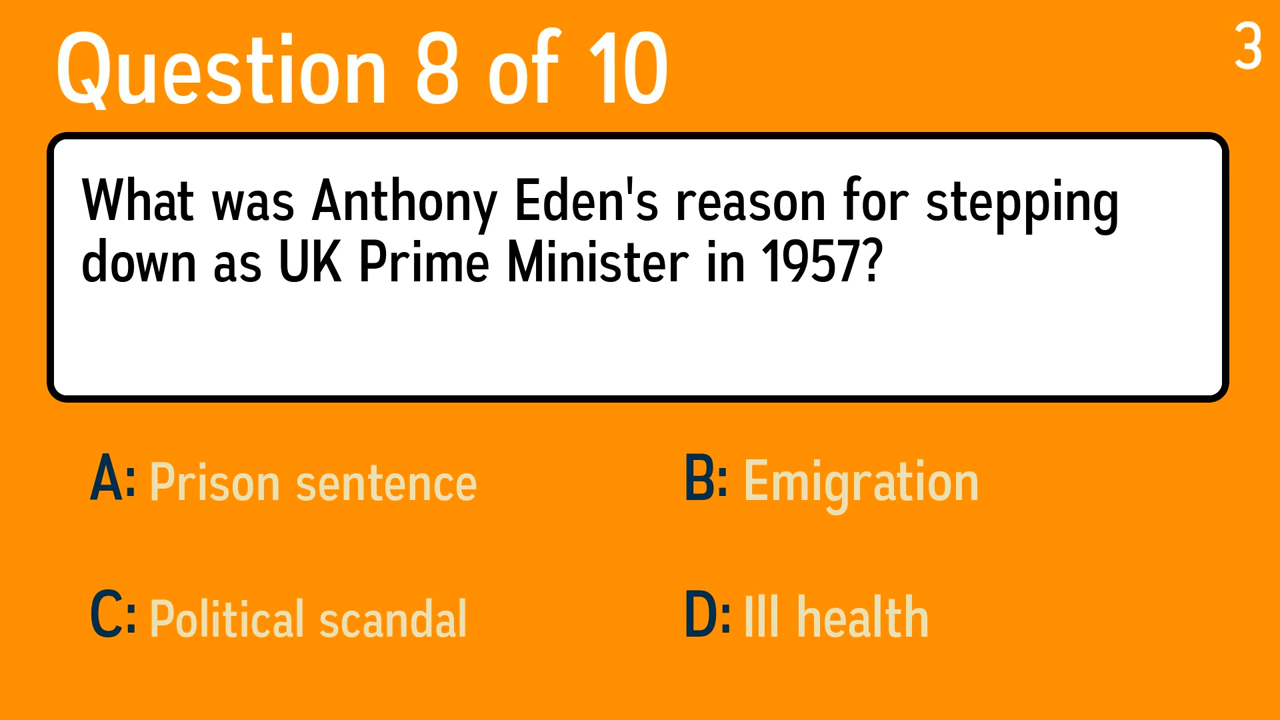 Question 8 of 10
3
What was Anthony Eden's reason for stepping
down as UK Prime Minister in 1957?
A: Prison sentence
B: Emigration
C: Political scandal
D: Ill health